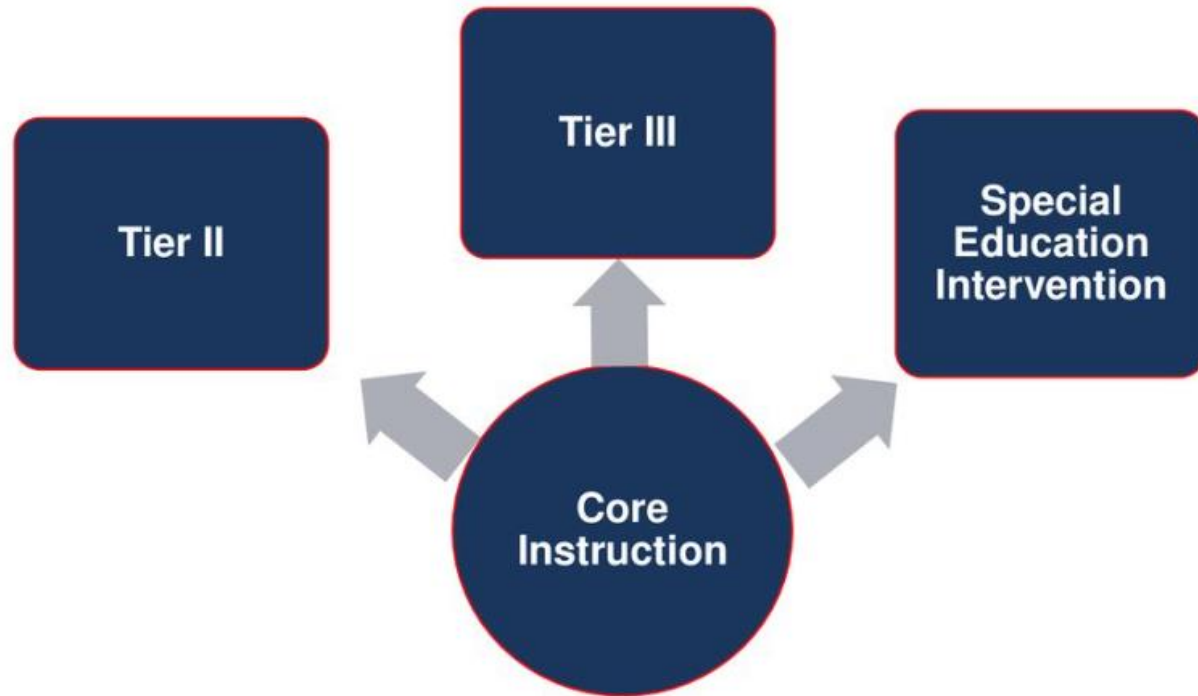 Tier II
Tier III
Special
Education
Intervention
Core
Instruction